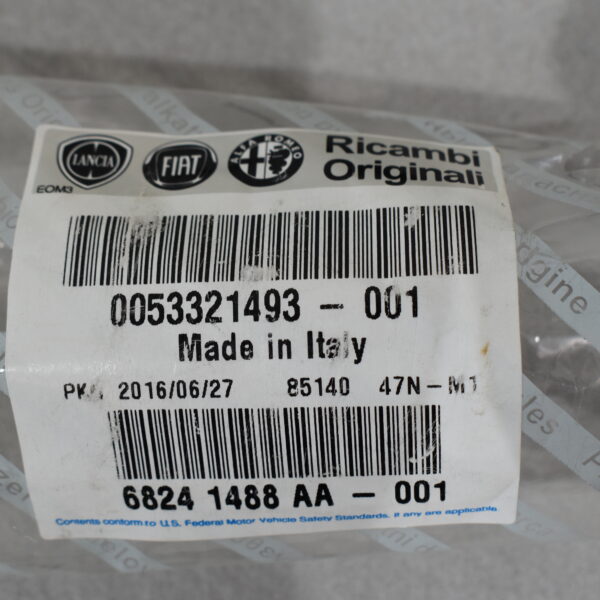 LANCIA FIAT ALFA ROMEO Ricambi
Originali
EOM3
0053321493 - 001
Made in Italy
2016/06/27 85140 47N-M1
6824 1488 AA - 001
Contents conform to U.S. Federal Motor Vehicle Safety Standards, if any are applicable